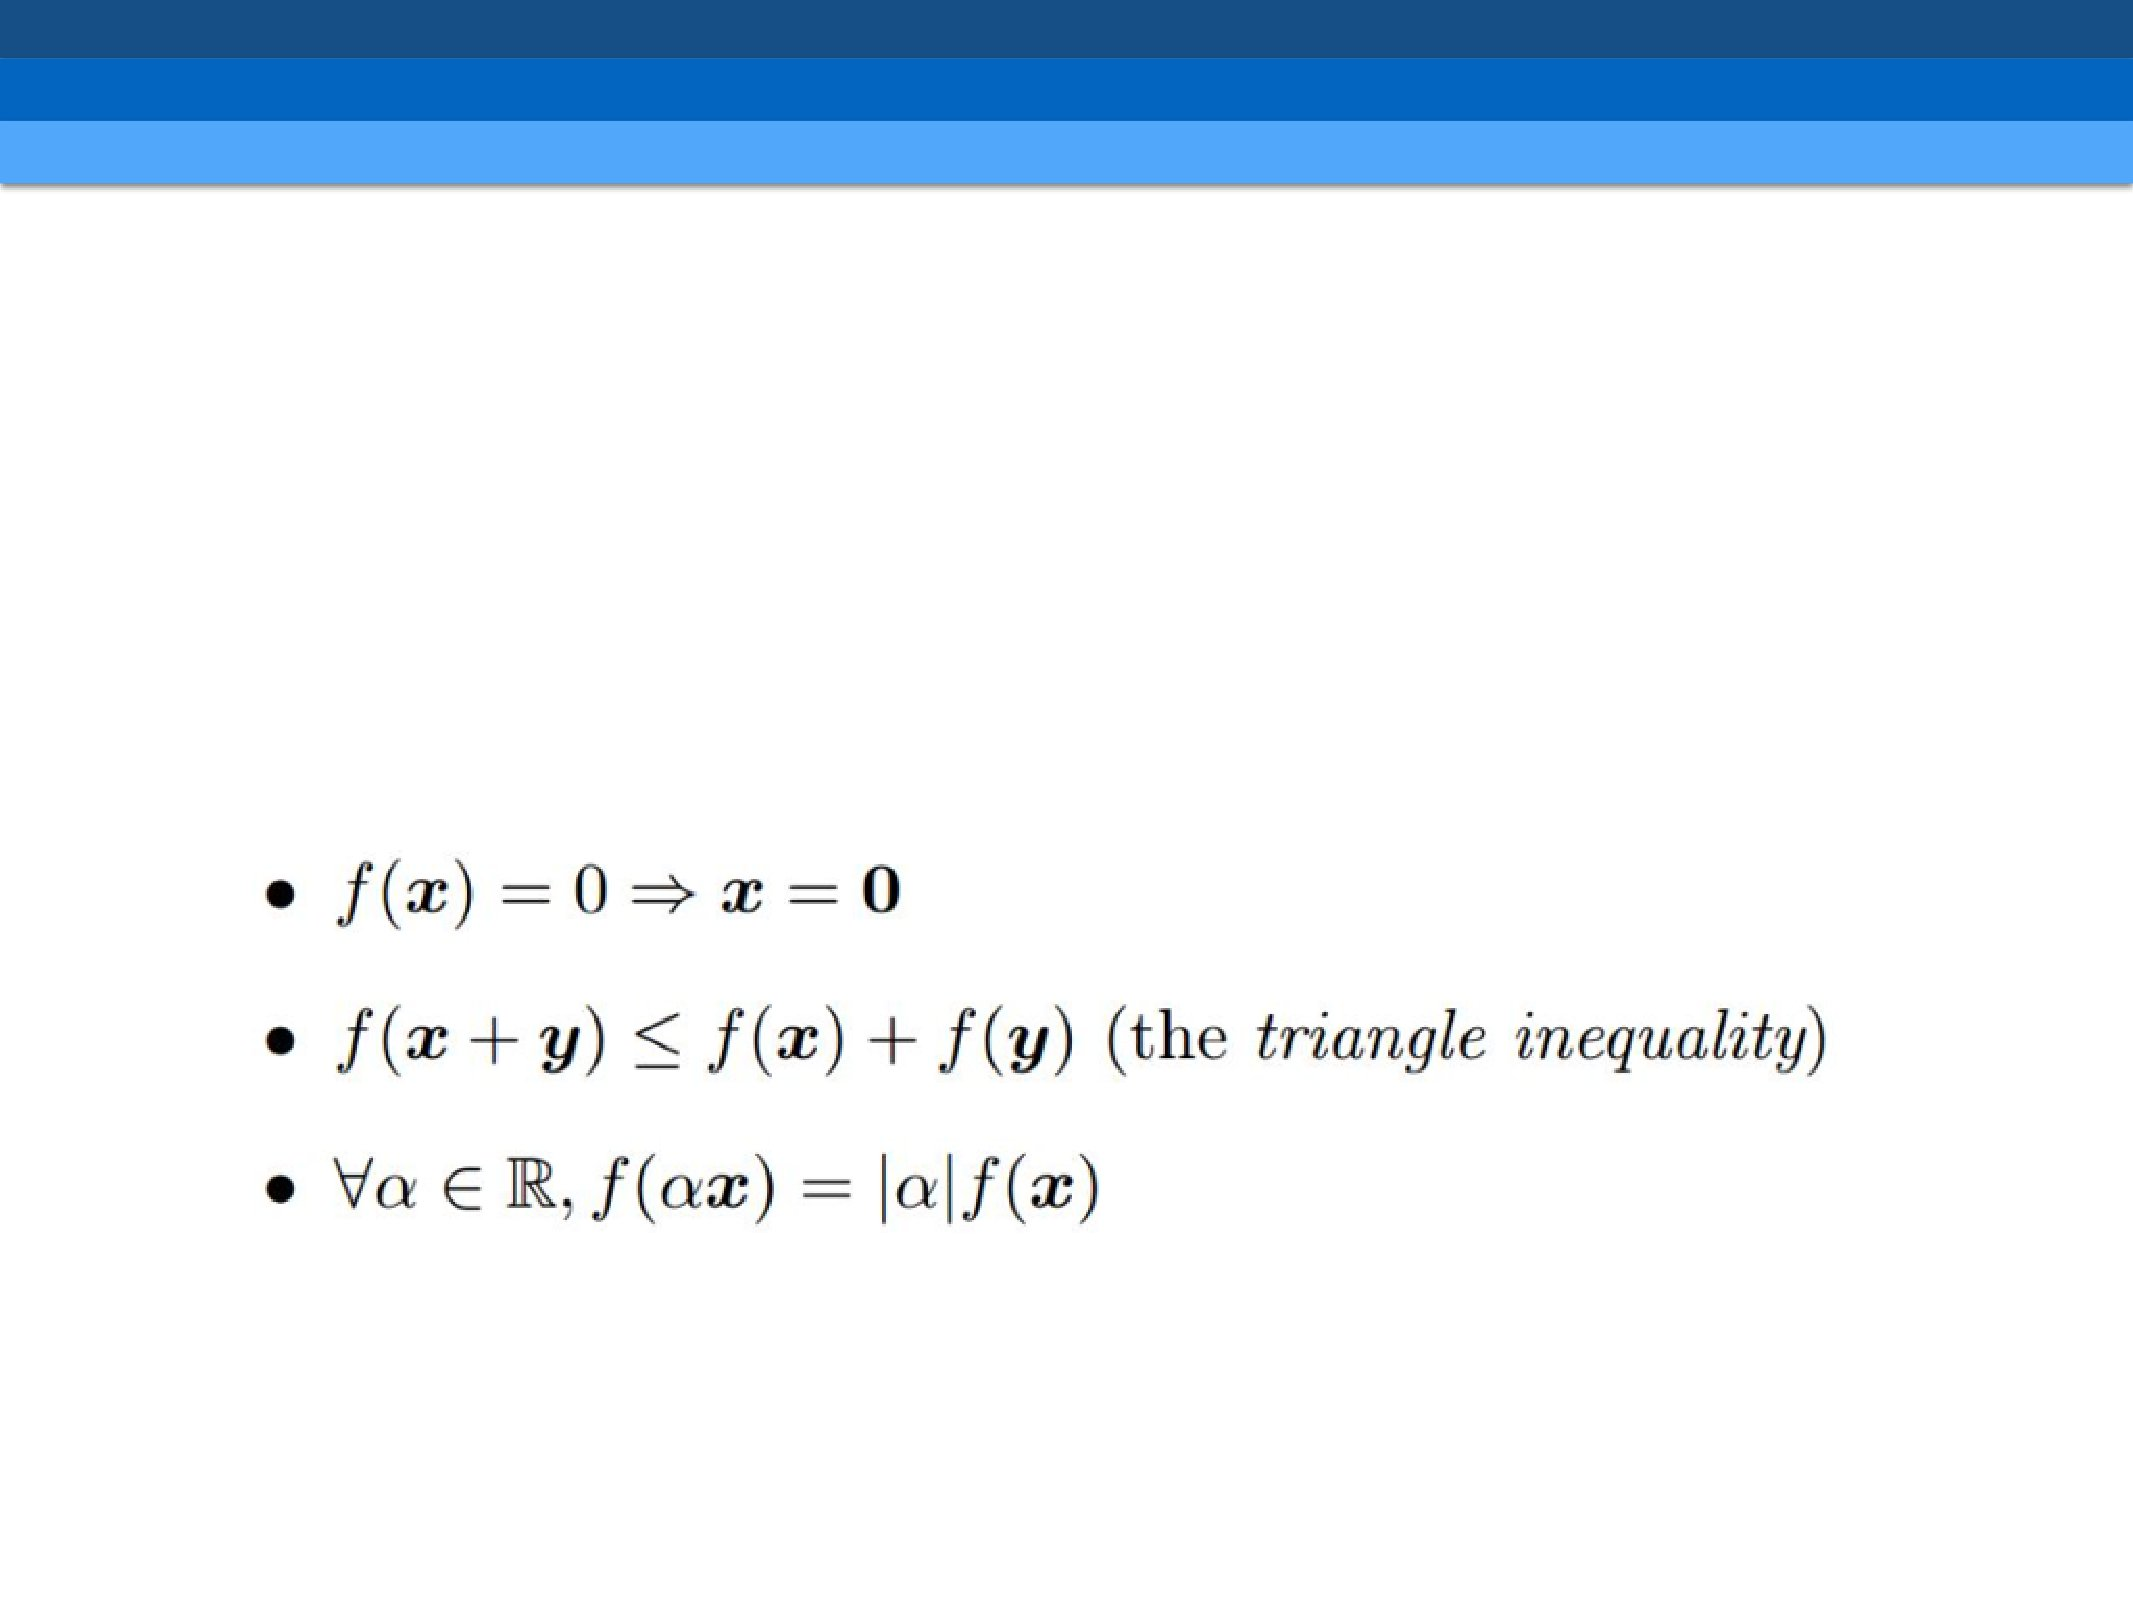 • f(x) = 0 ⇒ x = 0
• f(x + y) ≤ f(x) + f(y) (the triangle inequality)
• ∀α ∈ ℝ, f(αx) = |α|f(x)